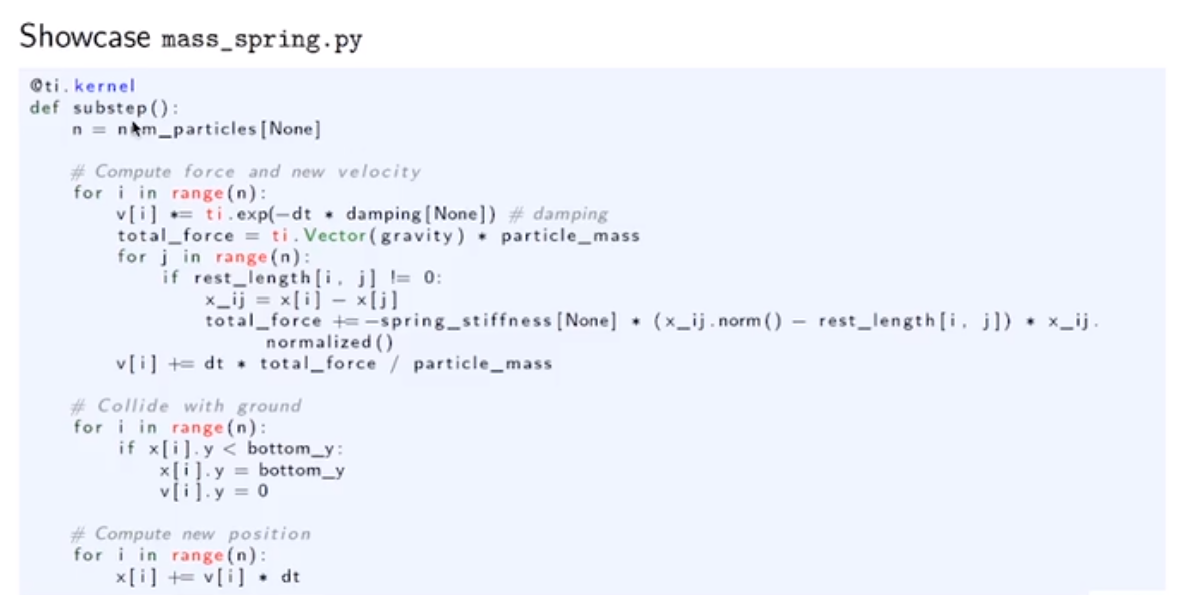 Showcase mass_spring.py
@ti.kernel
def substep():
    n = num_particles[None]

    # Compute force and new velocity
    for i in range(n):
        v[i] *= ti.exp(-dt * damping[None]) # damping
        total_force = ti.Vector(gravity) * particle_mass
        for j in range(n):
            if rest_length[i, j] != 0:
                x_ij = x[i] - x[j]
                total_force += -spring_stiffness[None] * (x_ij.norm() - rest_length[i, j]) * x_ij.
                    normalized()
        v[i] += dt * total_force / particle_mass

    # Collide with ground
    for i in range(n):
        if x[i].y < bottom_y:
            x[i].y = bottom_y
            v[i].y = 0

    # Compute new position
    for i in range(n):
        x[i] += v[i] * dt